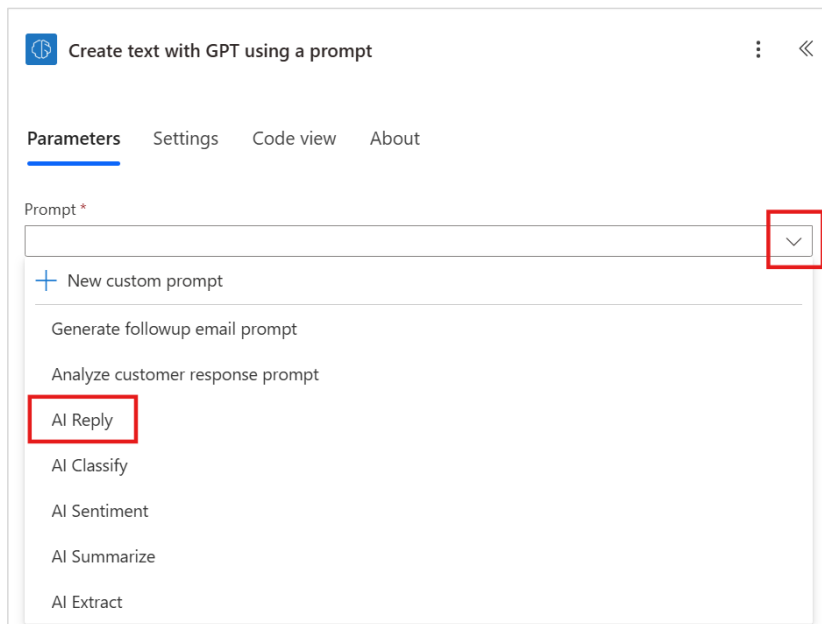 Create text with GPT using a prompt
Parameters Settings Code view About
Prompt *
New custom prompt
Generate followup email prompt
Analyze customer response prompt
AI Reply
AI Classify
AI Sentiment
AI Summarize
AI Extract